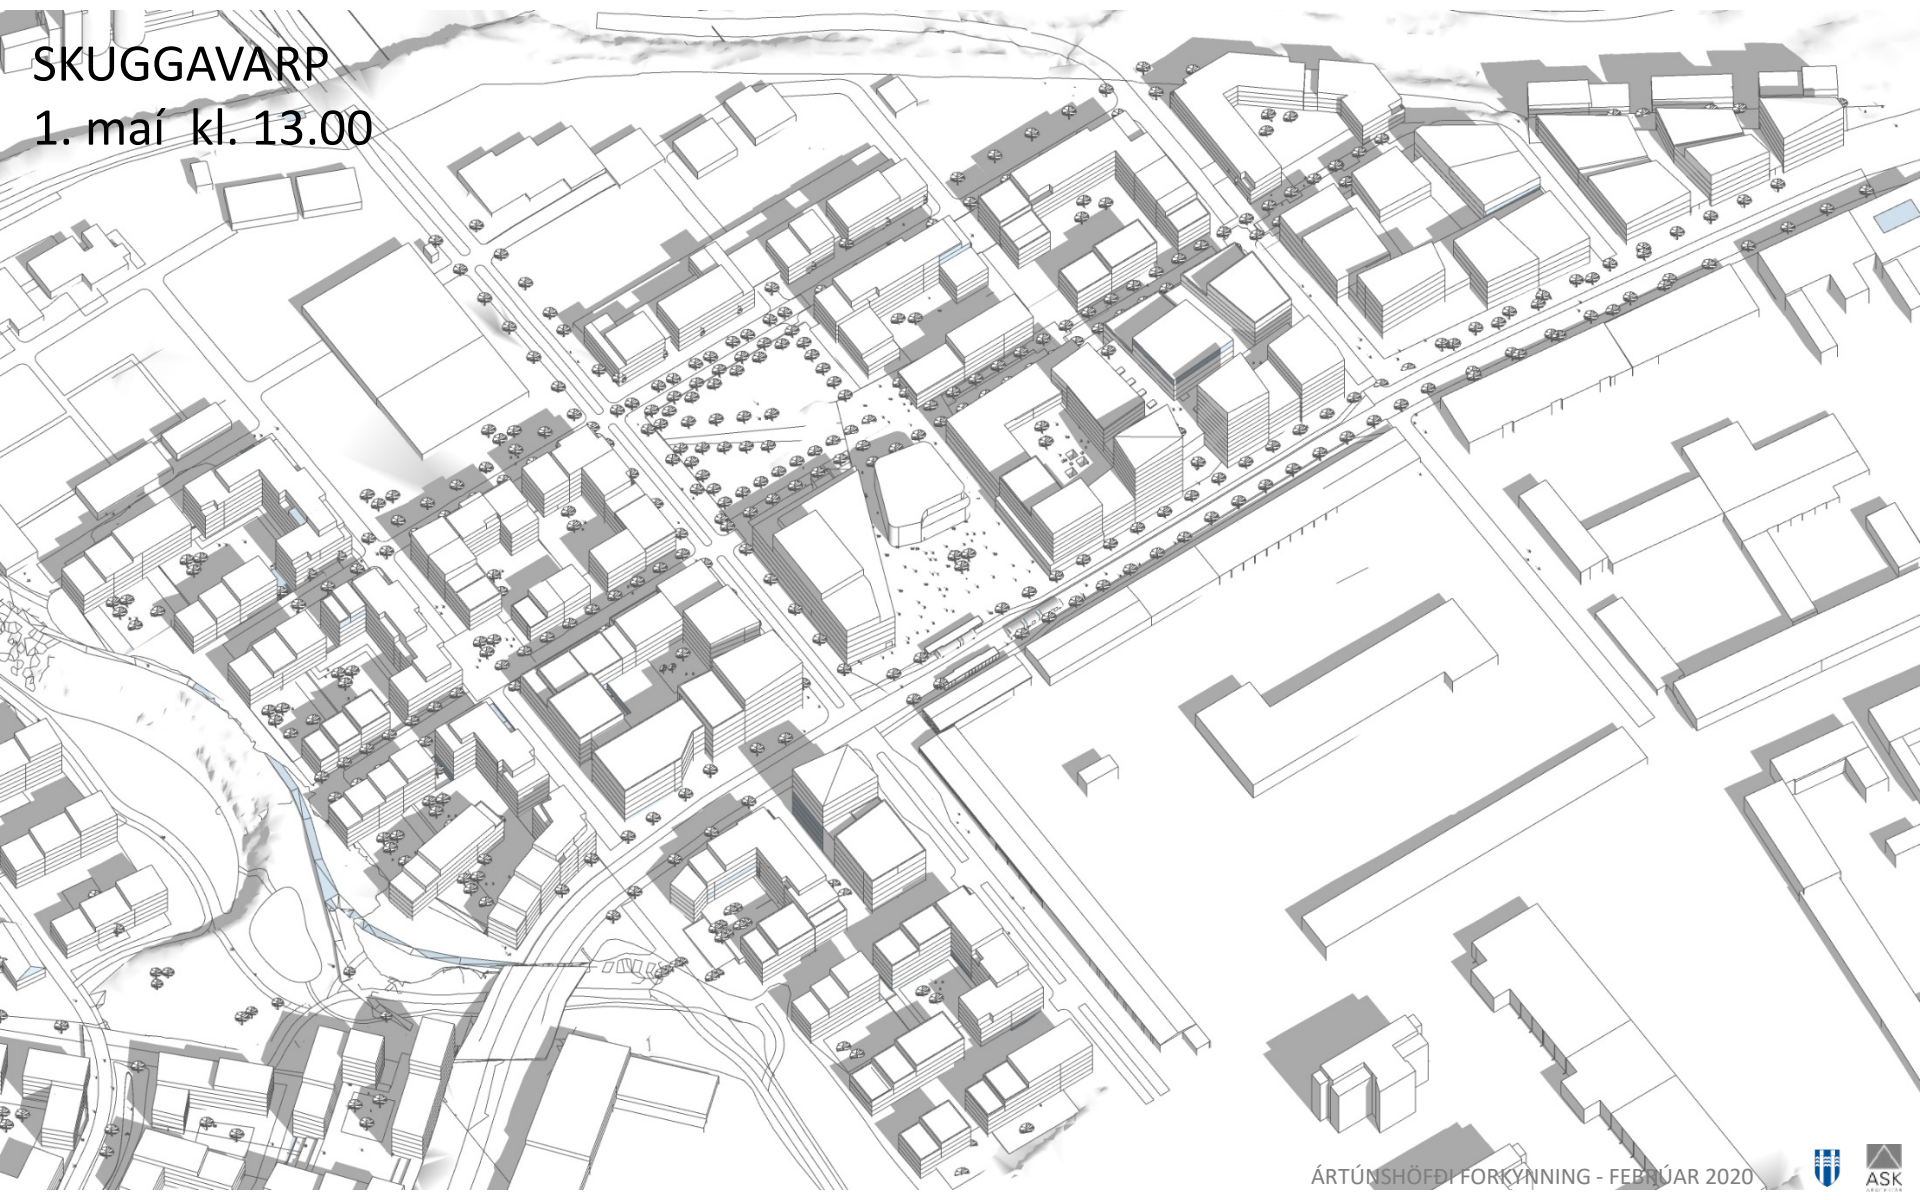 SKUGGAVARP
1. maí kl. 13.00
ÁRTÚNSHÖFÐI FORKYNNING - FEBRÚAR 2020
ASK